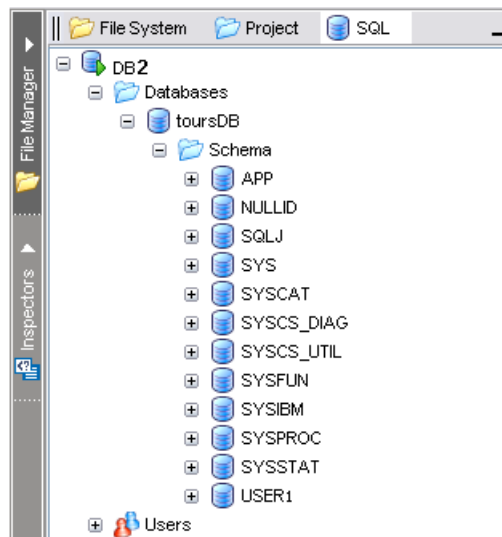 File System Project SQL
File Manager
Inspectors
DB2
Databases
toursDB
Schema
APP
NULLID
SQLJ
SYS
SYSCAT
SYSCS_DIAG
SYSCS_UTIL
SYSFUN
SYSIBM
SYSPROC
SYSSTAT
USER1
Users